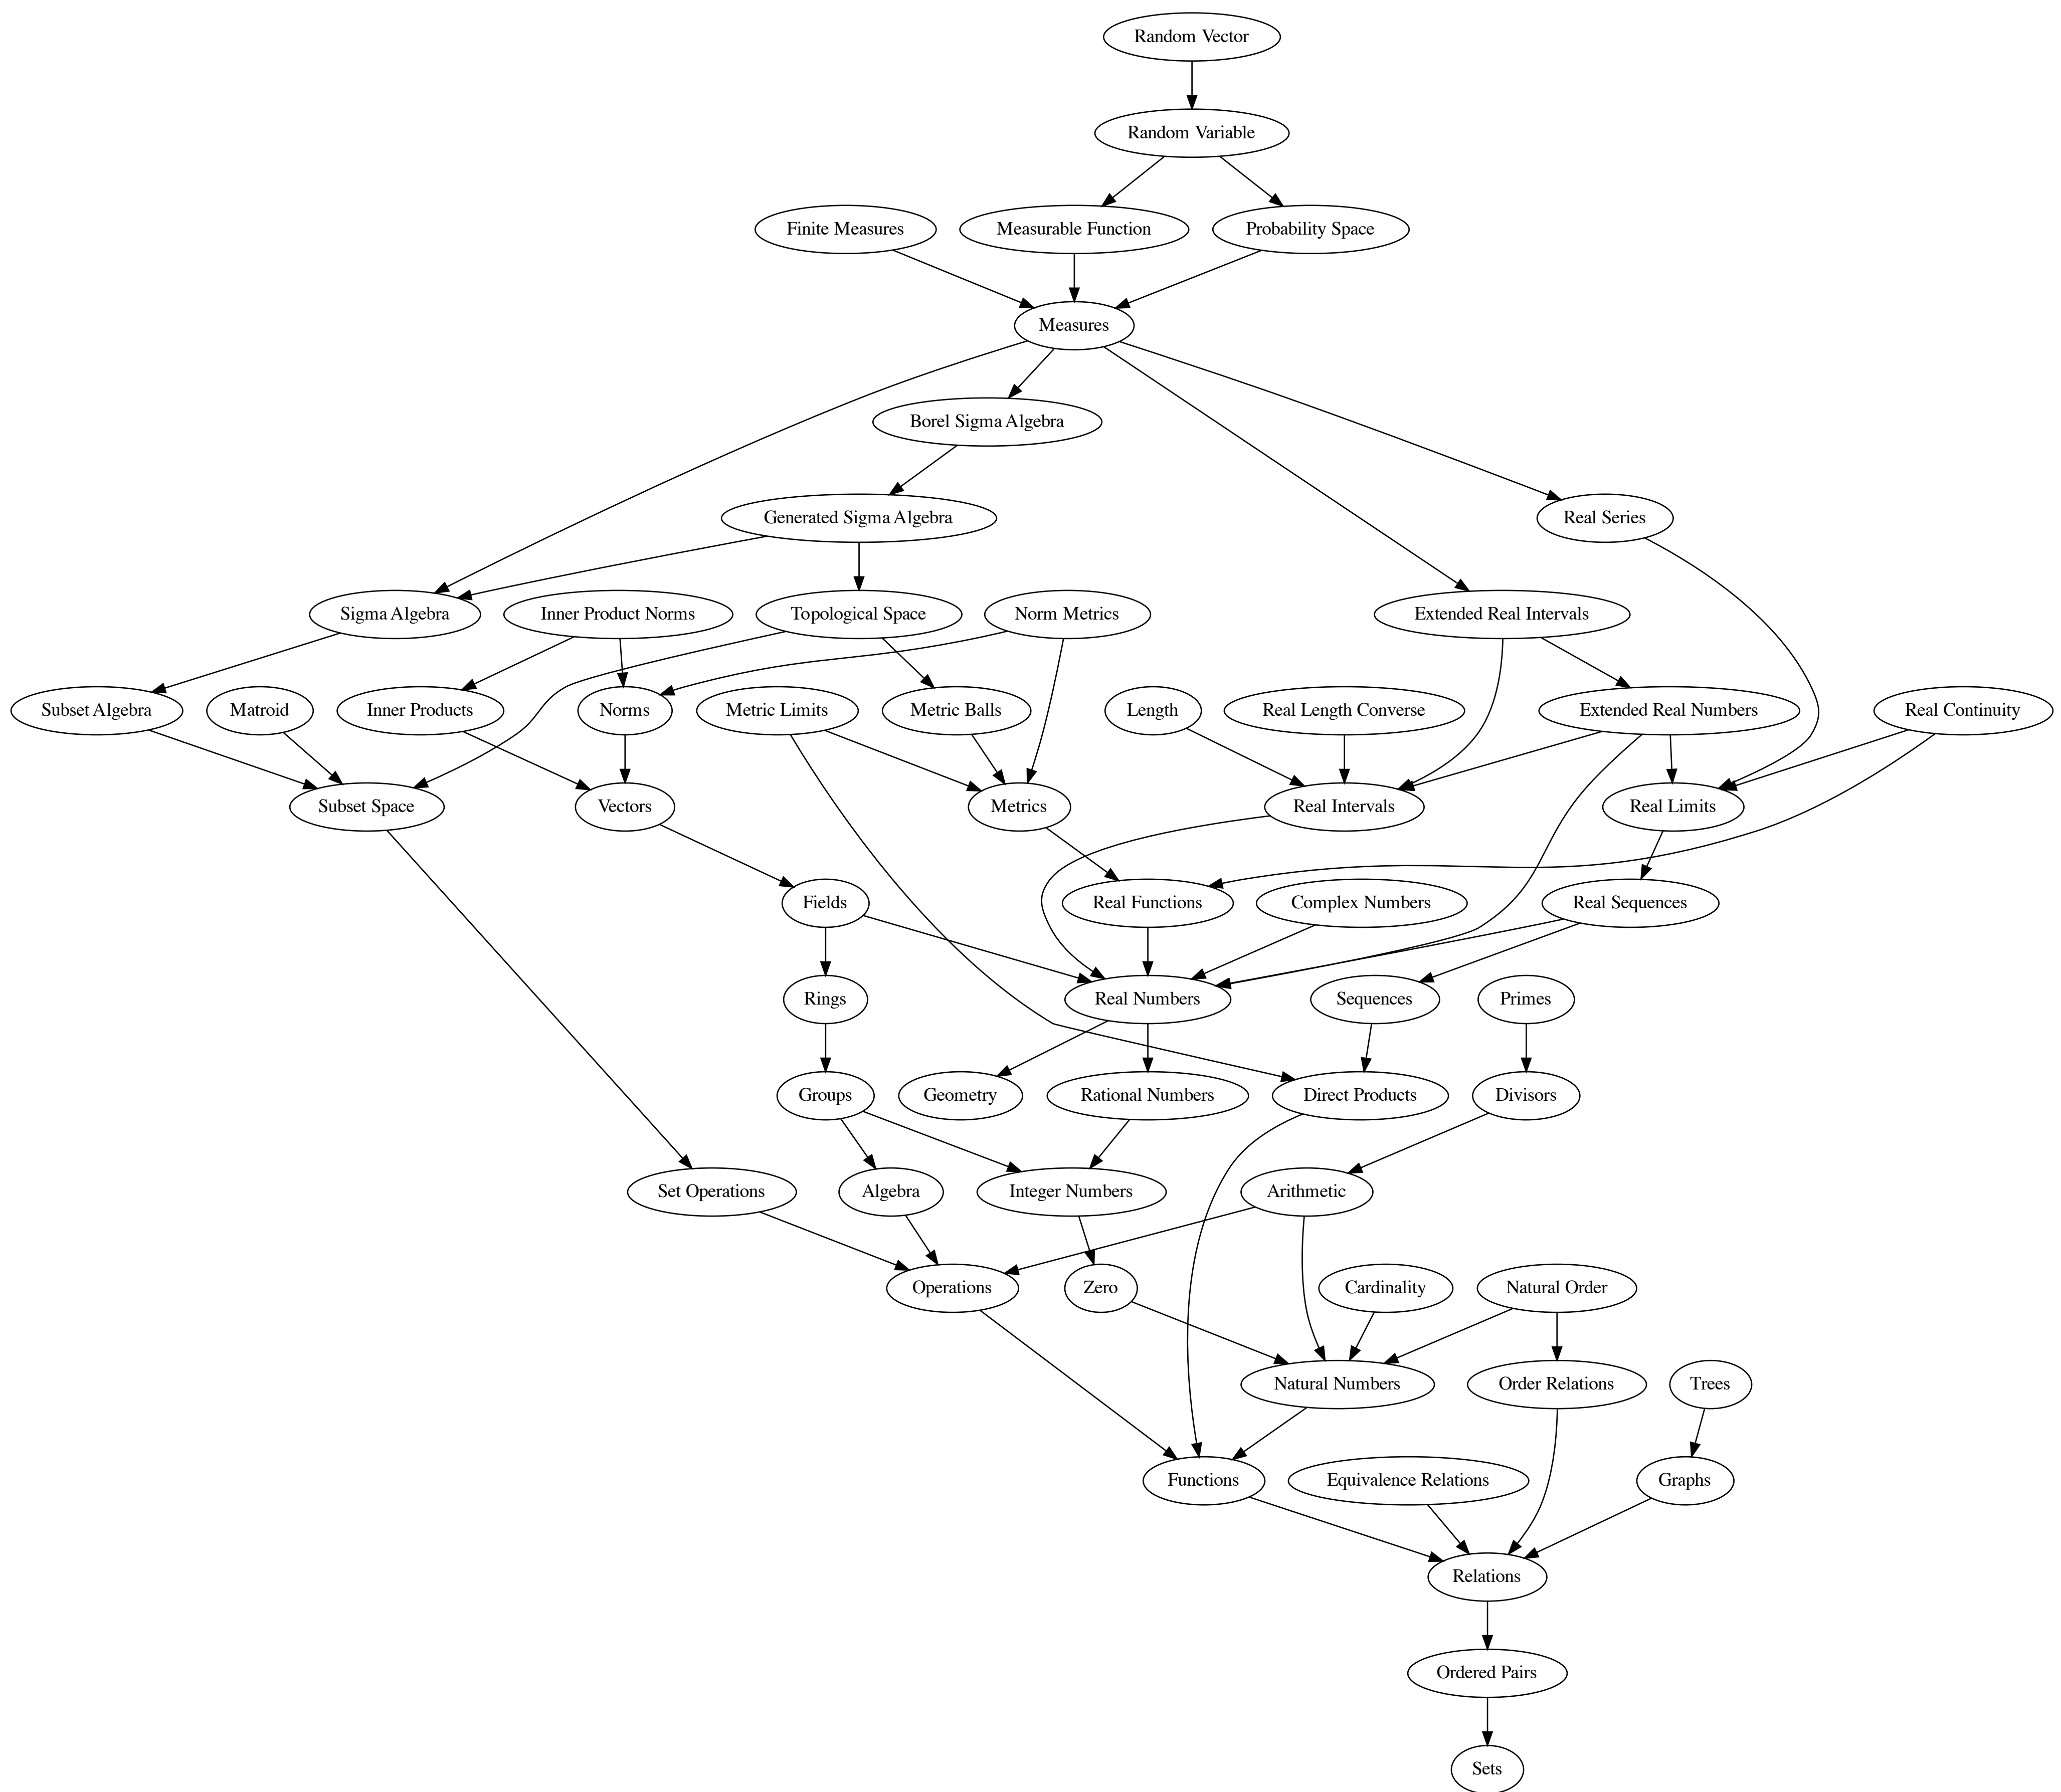 Random Vector
Random Variable
Finite Measures
Measurable Function
Probability Space
Measures
Borel Sigma Algebra
Generated Sigma Algebra
Real Series
Sigma Algebra
Inner Product Norms
Topological Space
Norm Metrics
Extended Real Intervals
Subset Algebra
Matroid
Inner Products
Norms
Metric Limits
Metric Balls
Length
Real Length Converse
Extended Real Numbers
Real Continuity
Subset Space
Vectors
Metrics
Real Intervals
Real Limits
Fields
Real Functions
Complex Numbers
Real Sequences
Rings
Real Numbers
Sequences
Primes
Groups
Geometry
Rational Numbers
Direct Products
Divisors
Set Operations
Algebra
Integer Numbers
Arithmetic
Operations
Zero
Cardinality
Natural Order
Natural Numbers
Order Relations
Trees
Functions
Equivalence Relations
Graphs
Relations
Ordered Pairs
Sets